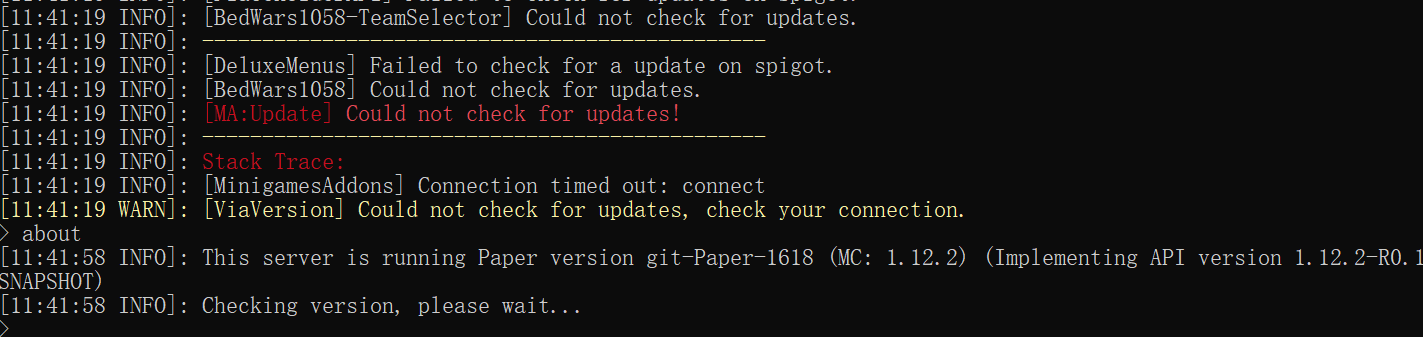 [11:41:19 INFO]: [BedWars1058-TeamSelector] Could not check for updates.
[11:41:19 INFO]: -----------------------------------------------
[11:41:19 INFO]: [DeluxeMenus] Failed to check for a update on spigot.
[11:41:19 INFO]: [BedWars1058] Could not check for updates.
[11:41:19 INFO]: [MA:Update] Could not check for updates!
[11:41:19 INFO]: -----------------------------------------------
[11:41:19 INFO]: Stack Trace:
[11:41:19 INFO]: [MinigamesAddons] Connection timed out: connect
[11:41:19 WARN]: [ViaVersion] Could not check for updates, check your connection.
> about
[11:41:58 INFO]: This server is running Paper version git-Paper-1618 (MC: 1.12.2) (Implementing API version 1.12.2-R0.1
SNAPSHOT)
[11:41:58 INFO]: Checking version, please wait...
>